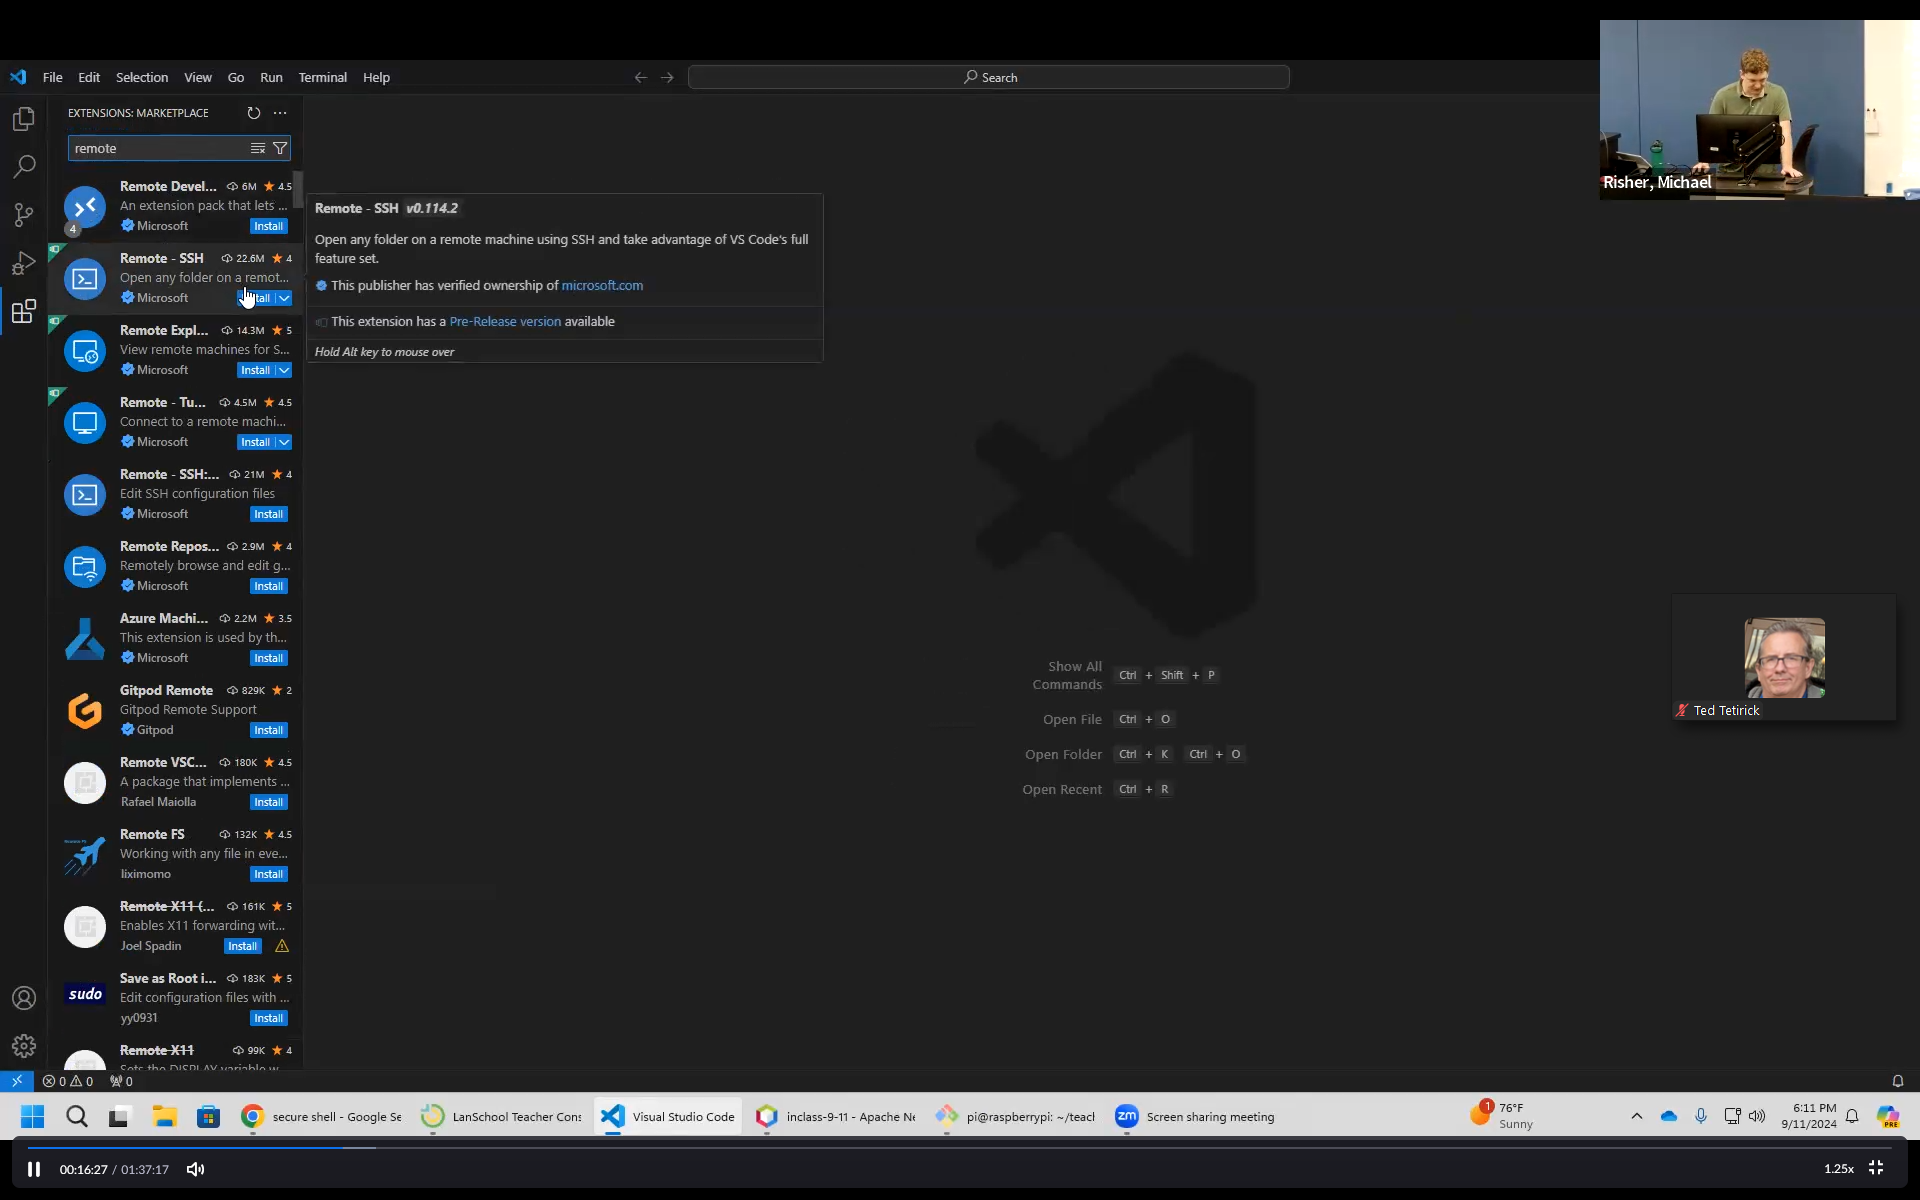 File Edit Selection View Go Run Terminal Help
Search
EXTENSIONS: MARKETPLACE
remote
Remote Devel... 6M 4.5
An extension pack that lets ...
Microsoft Install
4
Remote - SSH 22.6M 4
Open any folder on a remot...
Microsoft
Remote Expl... 14.3M 5
View remote machines for S...
Microsoft Install
Remote - Tu... 4.5M 4.5
Connect to a remote machi...
Microsoft Install
Remote - SSH:... 21M 4
Edit SSH configuration files
Microsoft Install
Remote Repos... 2.9M 4
Remotely browse and edit g...
Microsoft Install
Azure Machi... 2.2M 3.5
This extension is used by th...
Microsoft Install
Gitpod Remote 829K 2
Gitpod Remote Support
Gitpod Install
Remote VSC... 180K 4.5
A package that implements ...
Rafael Maiolla Install
Remote FS 132K 4.5
Working with any file in eve...
liximomo Install
Remote X11 (... 161K 5
Enables X11 forwarding wit...
Joel Spadin Install
sudo
Save as Root i... 183K 5
Edit configuration files with ...
yy0931 Install
Remote X11 99K 4
Sets the DISPLAY variable w...
Remote - SSH v0.114.2
Open any folder on a remote machine using SSH and take advantage of VS Code's full
feature set.
This publisher has verified ownership of microsoft.com
This extension has a Pre-Release version available
Hold Alt key to mouse over
Show All
Commands Ctrl + Shift + P
Open File Ctrl + O
Open Folder Ctrl + K Ctrl + O
Open Recent Ctrl + R
Risher, Michael
Ted Tetirick
0 0 0
secure shell - Google Se
LanSchool Teacher Cons
Visual Studio Code
inclass-9-11 - Apache Ne
pi@raspberrypi: ~/teacl
zm Screen sharing meeting
1 76°F
Sunny
6:11 PM
9/11/2024
PRE
00:16:27 / 01:37:17
1.25x